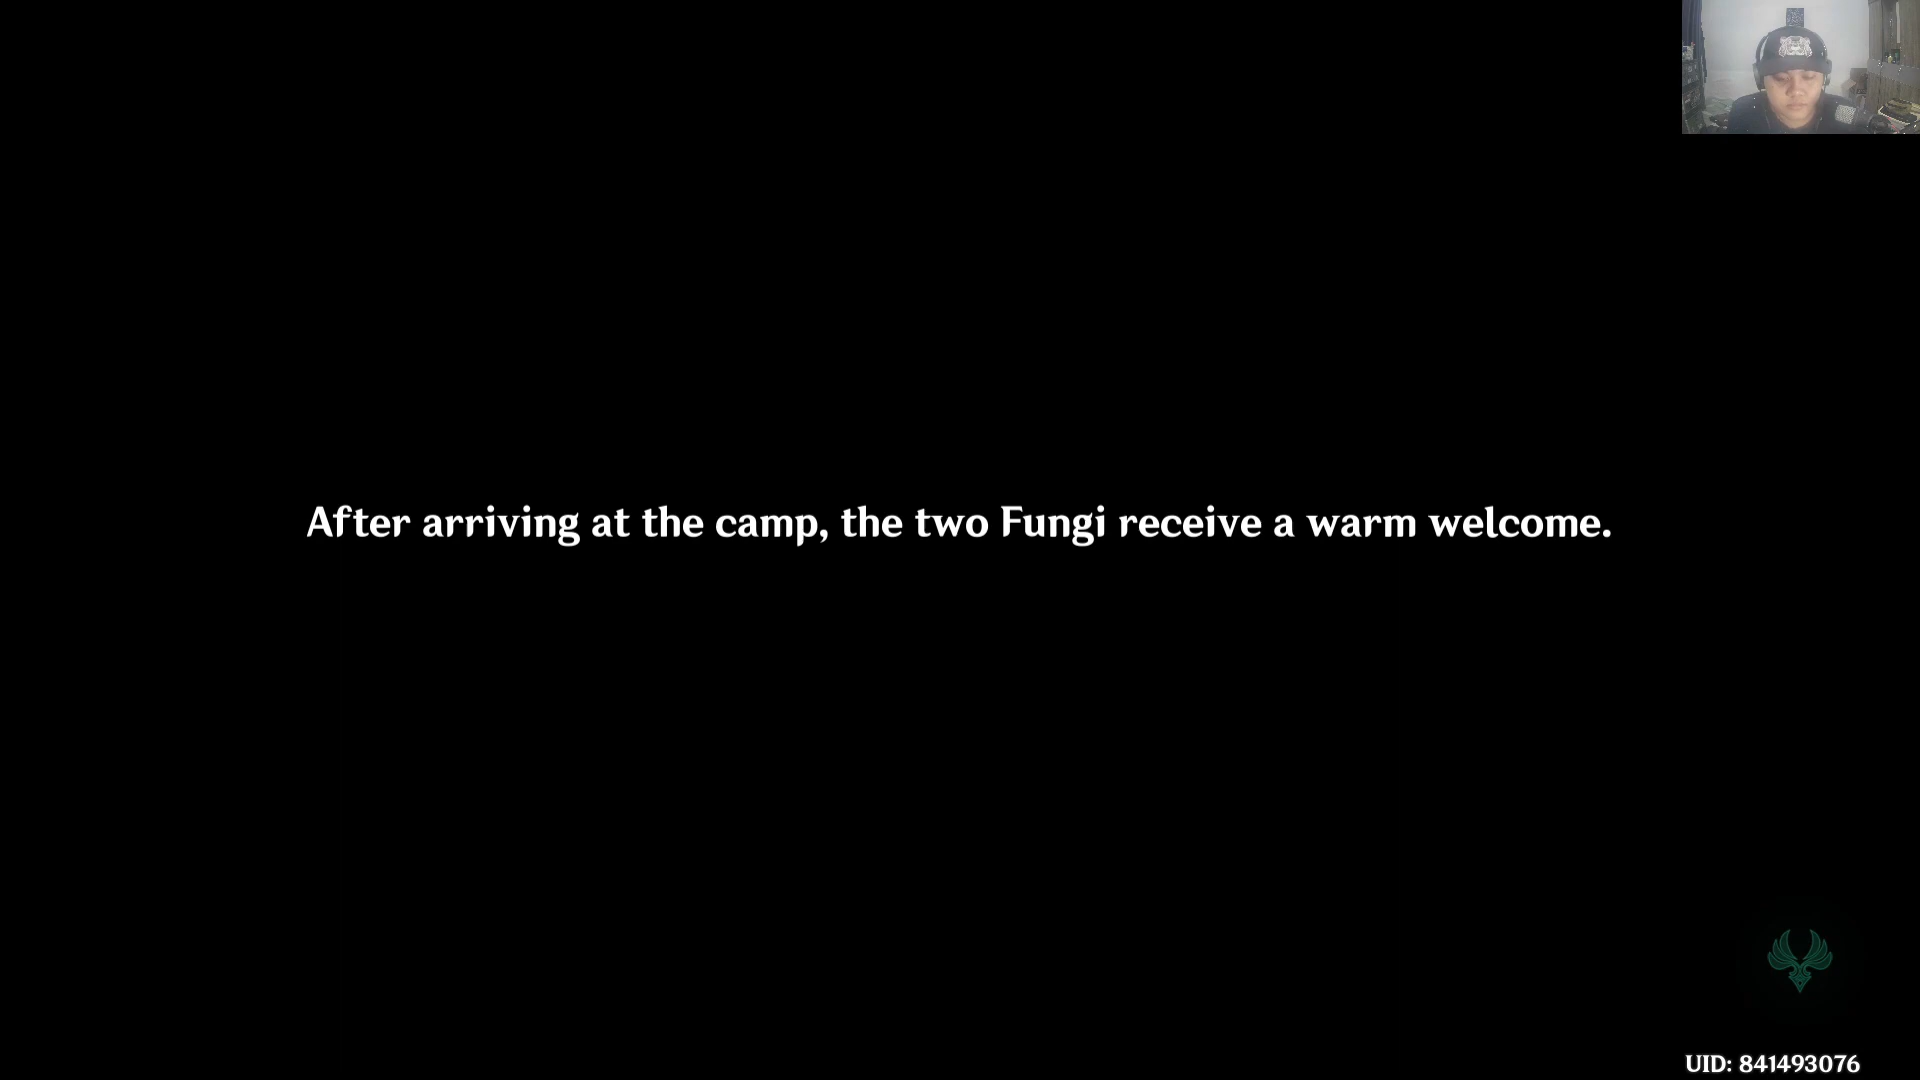 After arriving at the camp, the two Fungi receive a warm welcome.
UID: 841493076